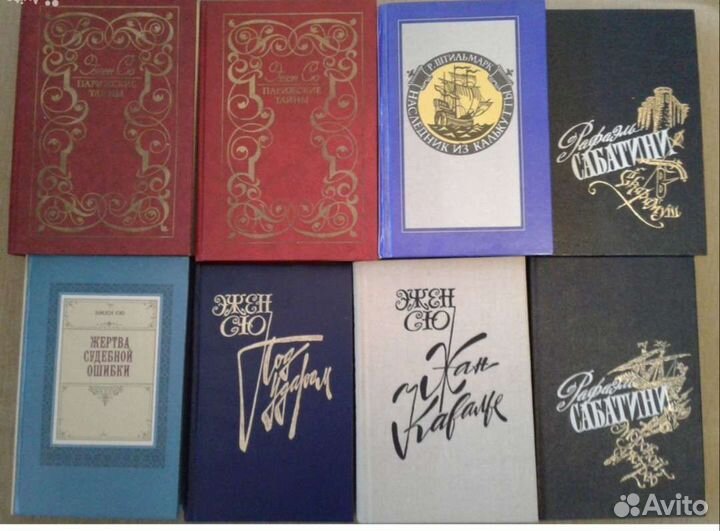 Эжен Сю
ПАРИЖСКИЕ
ТАЙНЫ
Эжен Сю
ПАРИЖСКИЕ
ТАЙНЫ
Р. ШТИЛЬМАРК
НАСЛЕДНИК ИЗ КАЛЬКУТТЫ
Рафаэль
САБАТИНИ
ЭЖЕН СЮ
ЖЕРТВА
СУДЕБНОЙ
ОШИБКИ
ЭЖЕН
СЮ
Под
ударом
ЭЖЕН
СЮ
Жан
Кавалье
Рафаэль
САБАТИНИ
Avito